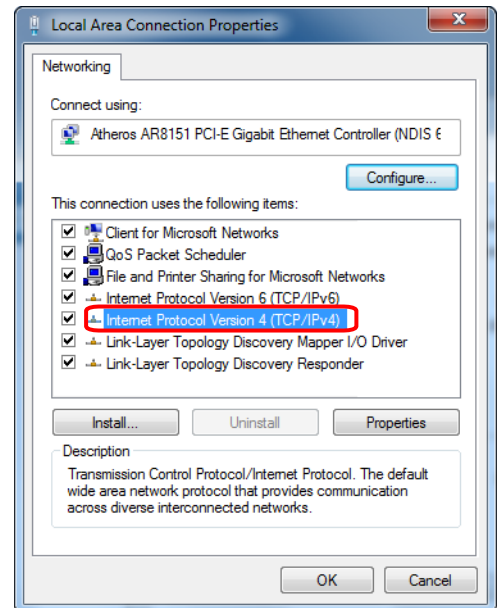 Local Area Connection Properties
Networking
Connect using:
Atheros AR8151 PCI-E Gigabit Ethernet Controller (NDIS 6
Configure...
This connection uses the following items:
Client for Microsoft Networks
QoS Packet Scheduler
File and Printer Sharing for Microsoft Networks
Internet Protocol Version 6 (TCP/IPv6)
Internet Protocol Version 4 (TCP/IPv4)
Link-Layer Topology Discovery Mapper I/O Driver
Link-Layer Topology Discovery Responder
Install... Uninstall Properties
Description
Transmission Control Protocol/Internet Protocol. The default
wide area network protocol that provides communication
across diverse interconnected networks.
OK Cancel